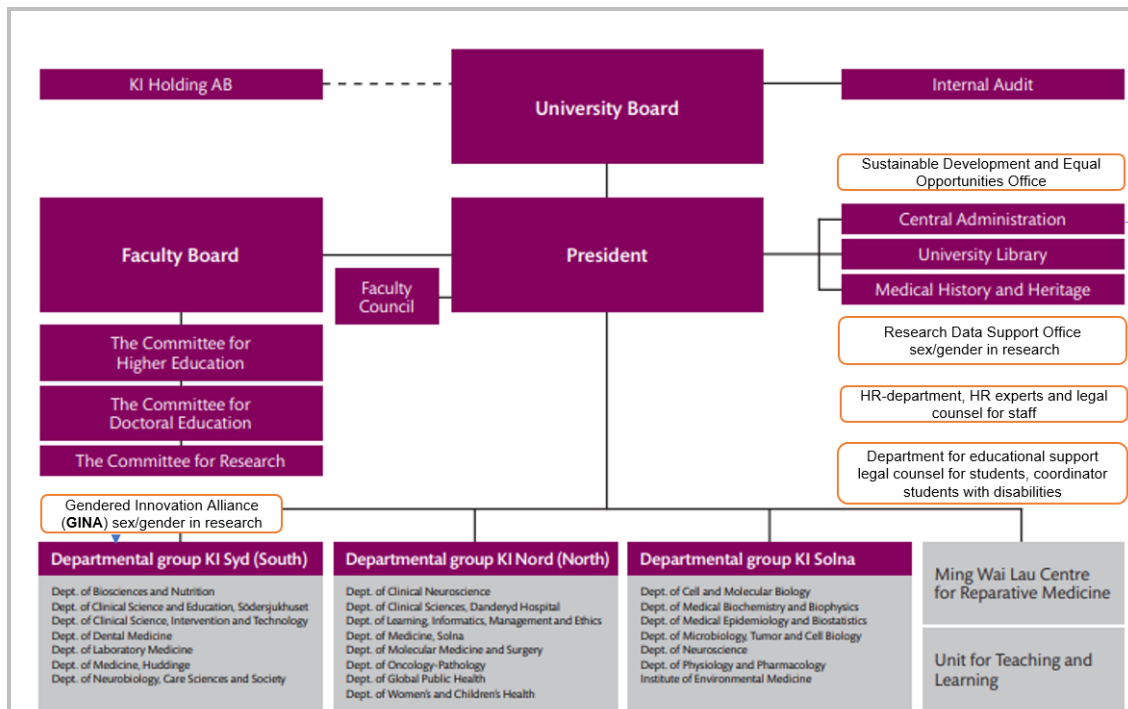 KI Holding AB
University Board
Internal Audit
Sustainable Development and Equal
Opportunities Office
Faculty Board
President
Central Administration
University Library
Medical History and Heritage
Faculty
Council
The Committee for
Higher Education
The Committee for
Doctoral Education
The Committee for Research
Research Data Support Office
sex/gender in research
HR-department, HR experts and legal
counsel for staff
Department for educational support
legal counsel for students, coordinator
students with disabilities
Gendered Innovation Alliance
(GINA) sex/gender in research
Departmental group KI Syd (South)
Dept. of Biosciences and Nutrition
Dept. of Clinical Science and Education, Södersjukhuset
Dept. of Clinical Science, Intervention and Technology
Dept. of Dental Medicine
Dept. of Laboratory Medicine
Dept. of Medicine, Huddinge
Dept. of Neurobiology, Care Sciences and Society
Departmental group KI Nord (North)
Dept. of Clinical Neuroscience
Dept. of Clinical Sciences, Danderyd Hospital
Dept. of Learning, Informatics, Management and Ethics
Dept. of Medicine, Solna
Dept. of Molecular Medicine and Surgery
Dept. of Oncology-Pathology
Dept. of Global Public Health
Dept. of Women's and Children's Health
Departmental group KI Solna
Dept. of Cell and Molecular Biology
Dept. of Medical Biochemistry and Biophysics
Dept. of Medical Epidemiology and Biostatistics
Dept. of Microbiology, Tumor and Cell Biology
Dept. of Neuroscience
Dept. of Physiology and Pharmacology
Institute of Environmental Medicine
Ming Wai Lau Centre
for Reparative Medicine
Unit for Teaching and
Learning